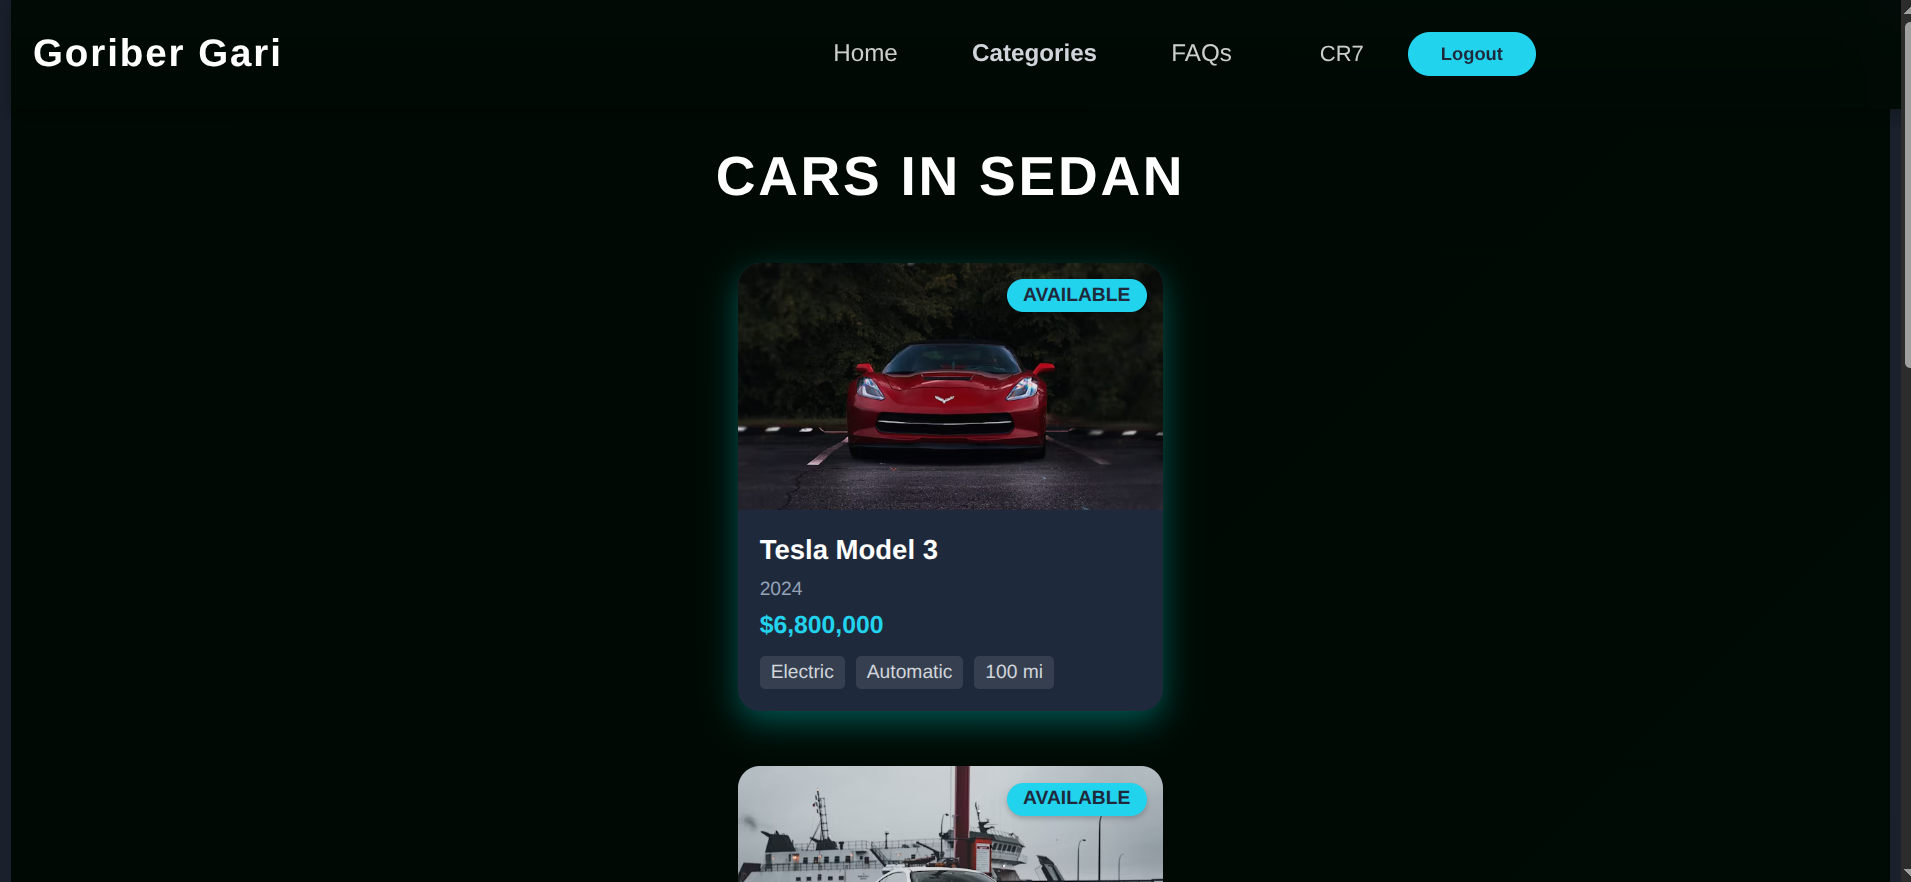 Goriber Gari
Home Categories FAQs CR7 Logout
CARS IN SEDAN
AVAILABLE
Tesla Model 3
2024
$6,800,000
Electric Automatic 100 mi
AVAILABLE